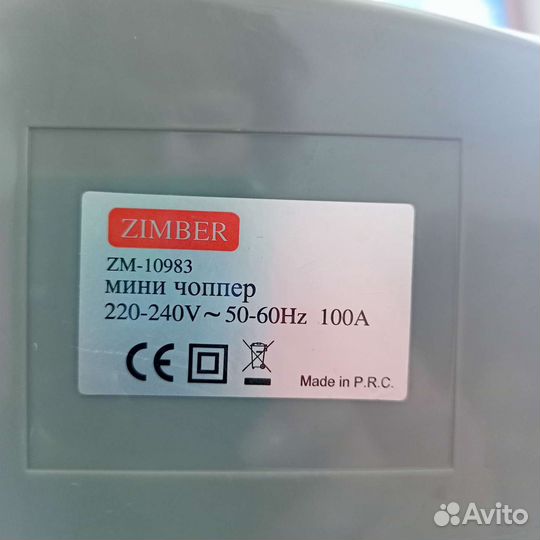 ZIMBER
ZM-10983
мини чоппер
220-240V~50-60Hz 100A
CE
Made in P.R.C.
Avito